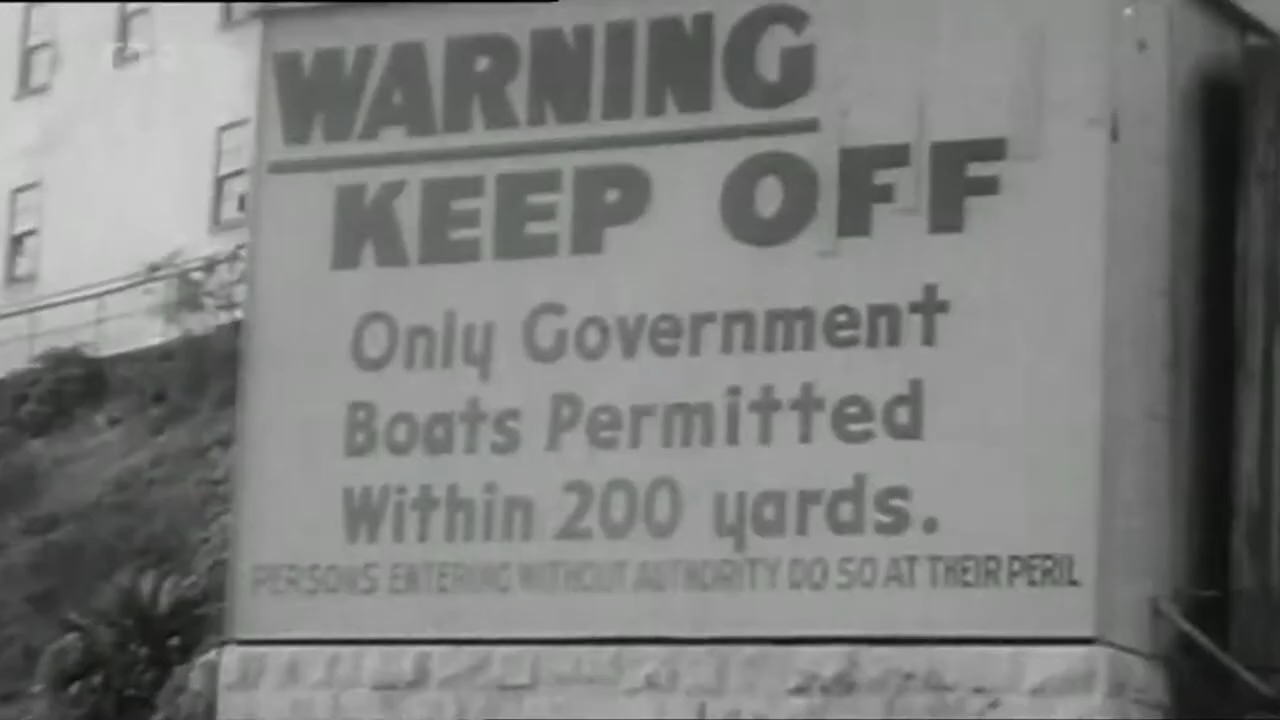 WARNING
KEEP OFF
Only Government
Boats Permitted
Within 200 yards.
PERSONS ENTERING WITHOUT AUTHORITY DO SO AT THEIR PERIL